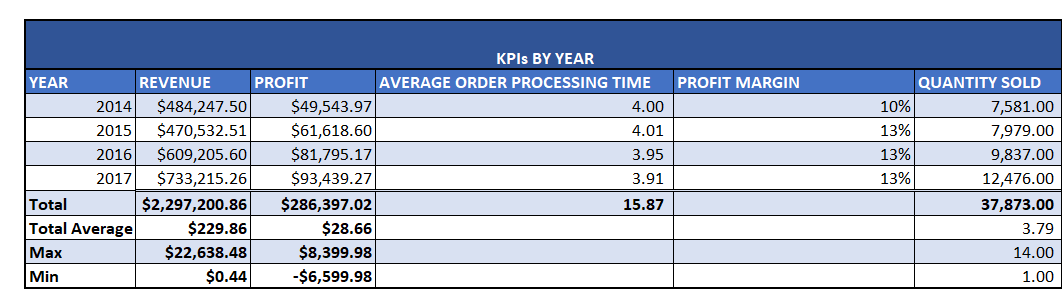 KPIs BY YEAR
YEAR REVENUE PROFIT AVERAGE ORDER PROCESSING TIME PROFIT MARGIN QUANTITY SOLD
2014 $484,247.50 $49,543.97 4.00 10% 7,581.00
2015 $470,532.51 $61,618.60 4.01 13% 7,979.00
2016 $609,205.60 $81,795.17 3.95 13% 9,837.00
2017 $733,215.26 $93,439.27 3.91 13% 12,476.00
Total $2,297,200.86 $286,397.02 15.87 37,873.00
Total Average $229.86 $28.66 3.79
Max $22,638.48 $8,399.98 14.00
Min $0.44 -$6,599.98 1.00